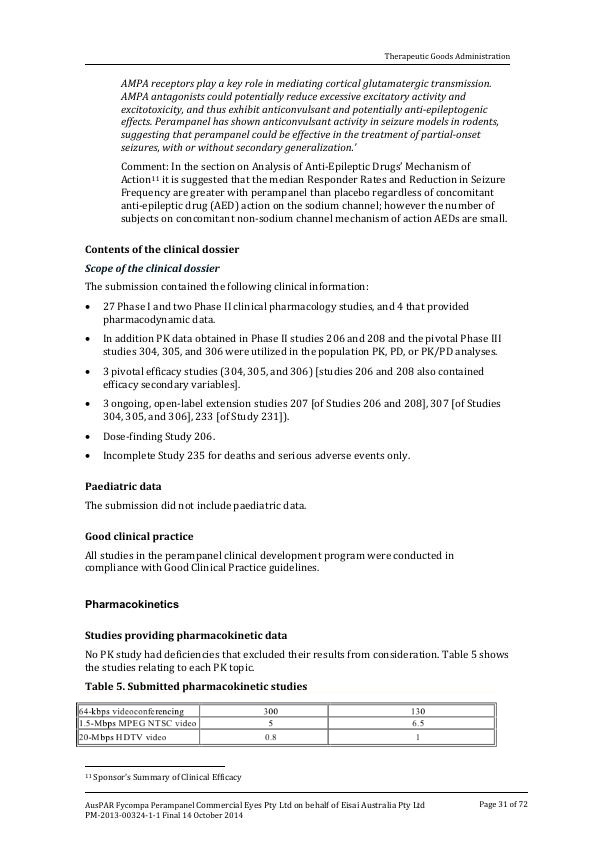 Therapeutic Goods Administration
AMPA receptors play a key role in mediating cortical glutamatergic transmission.
AMPA antagonists could potentially reduce excessive excitatory activity and
excitotoxicity, and thus exhibit anticonvulsant and potentially anti-epileptogenic
effects. Perampanel has shown anticonvulsant activity in seizure models in rodents,
suggesting that perampanel could be effective in the treatment of partial-onset
seizures, with or without secondary generalization.’
Comment: In the section on Analysis of Anti-Epileptic Drugs’ Mechanism of
Action11 it is suggested that the median Responder Rates and Reduction in Seizure
Frequency are greater with perampanel than placebo regardless of concomitant
anti-epileptic drug (AED) action on the sodium channel; however the number of
subjects on concomitant non-sodium channel mechanism of action AEDs are small.
Contents of the clinical dossier
Scope of the clinical dossier
The submission contained the following clinical information:
• 27 Phase I and two Phase II clinical pharmacology studies, and 4 that provided
pharmacodynamic data.
• In addition PK data obtained in Phase II studies 206 and 208 and the pivotal Phase III
studies 304, 305, and 306 were utilized in the population PK, PD, or PK/PD analyses.
• 3 pivotal efficacy studies (304, 305, and 306) [studies 206 and 208 also contained
efficacy secondary variables].
• 3 ongoing, open-label extension studies 207 [of Studies 206 and 208], 307 [of Studies
304, 305, and 306], 233 [of Study 231]).
• Dose-finding Study 206.
• Incomplete Study 235 for deaths and serious adverse events only.
Paediatric data
The submission did not include paediatric data.
Good clinical practice
All studies in the perampanel clinical development program were conducted in
compliance with Good Clinical Practice guidelines.
Pharmacokinetics
Studies providing pharmacokinetic data
No PK study had deficiencies that excluded their results from consideration. Table 5 shows
the studies relating to each PK topic.
Table 5. Submitted pharmacokinetic studies
64-kbps videoconferencing 300 130
1.5-Mbps MPEG NTSC video 5 6.5
20-Mbps HDTV video 0.8 1
11 Sponsor’s Summary of Clinical Efficacy
AusPAR Fycompa Perampanel Commercial Eyes Pty Ltd on behalf of Eisai Australia Pty Ltd Page 31 of 72
PM-2013-00324-1-1 Final 14 October 2014